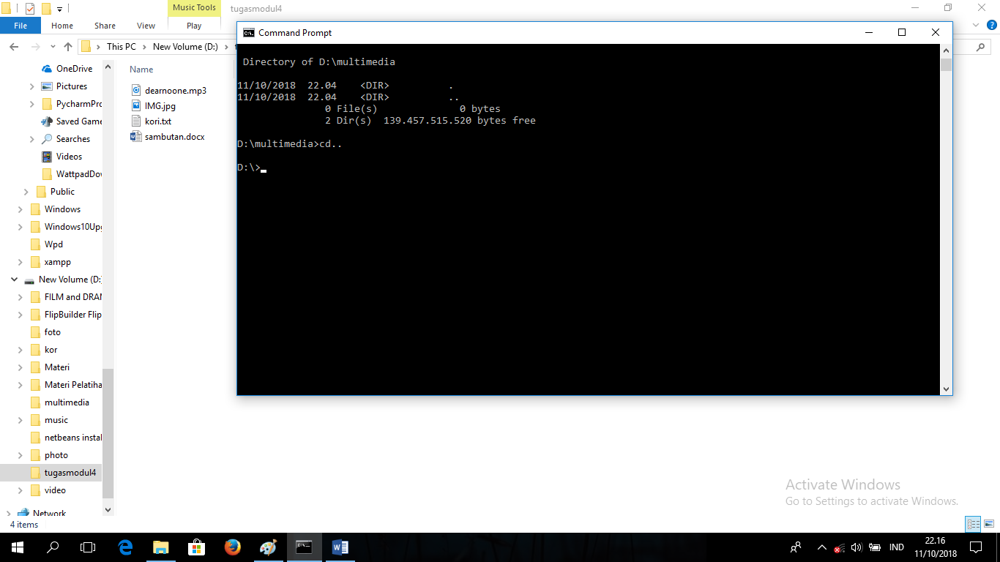 Music Tools
tugasmodul4
File
Home
Share
View
Play
This PC
New Volume (D:)
Command Prompt
Directory of D:\multimedia
11/10/2018 22.04 <DIR> .
11/10/2018 22.04 <DIR> ..
0 File(s) 0 bytes
2 Dir(s) 139.457.515.520 bytes free
D:\multimedia>cd..
D:\>
OneDrive
Pictures
PycharmPro
Saved Game
Searches
Videos
WattpadDov
Public
Windows
Windows10Upg
Wpd
xampp
New Volume (D:)
FILM and DRAM
FlipBuilder Flip
foto
kor
Materi
Materi Pelatiha
multimedia
music
netbeans instal
photo
tugasmodul4
video
Network
Name
dearnoone.mp3
IMG.jpg
kori.txt
sambutan.docx
Activate Windows
Go to Settings to activate Windows.
4 items
IND
22.16
11/10/2018